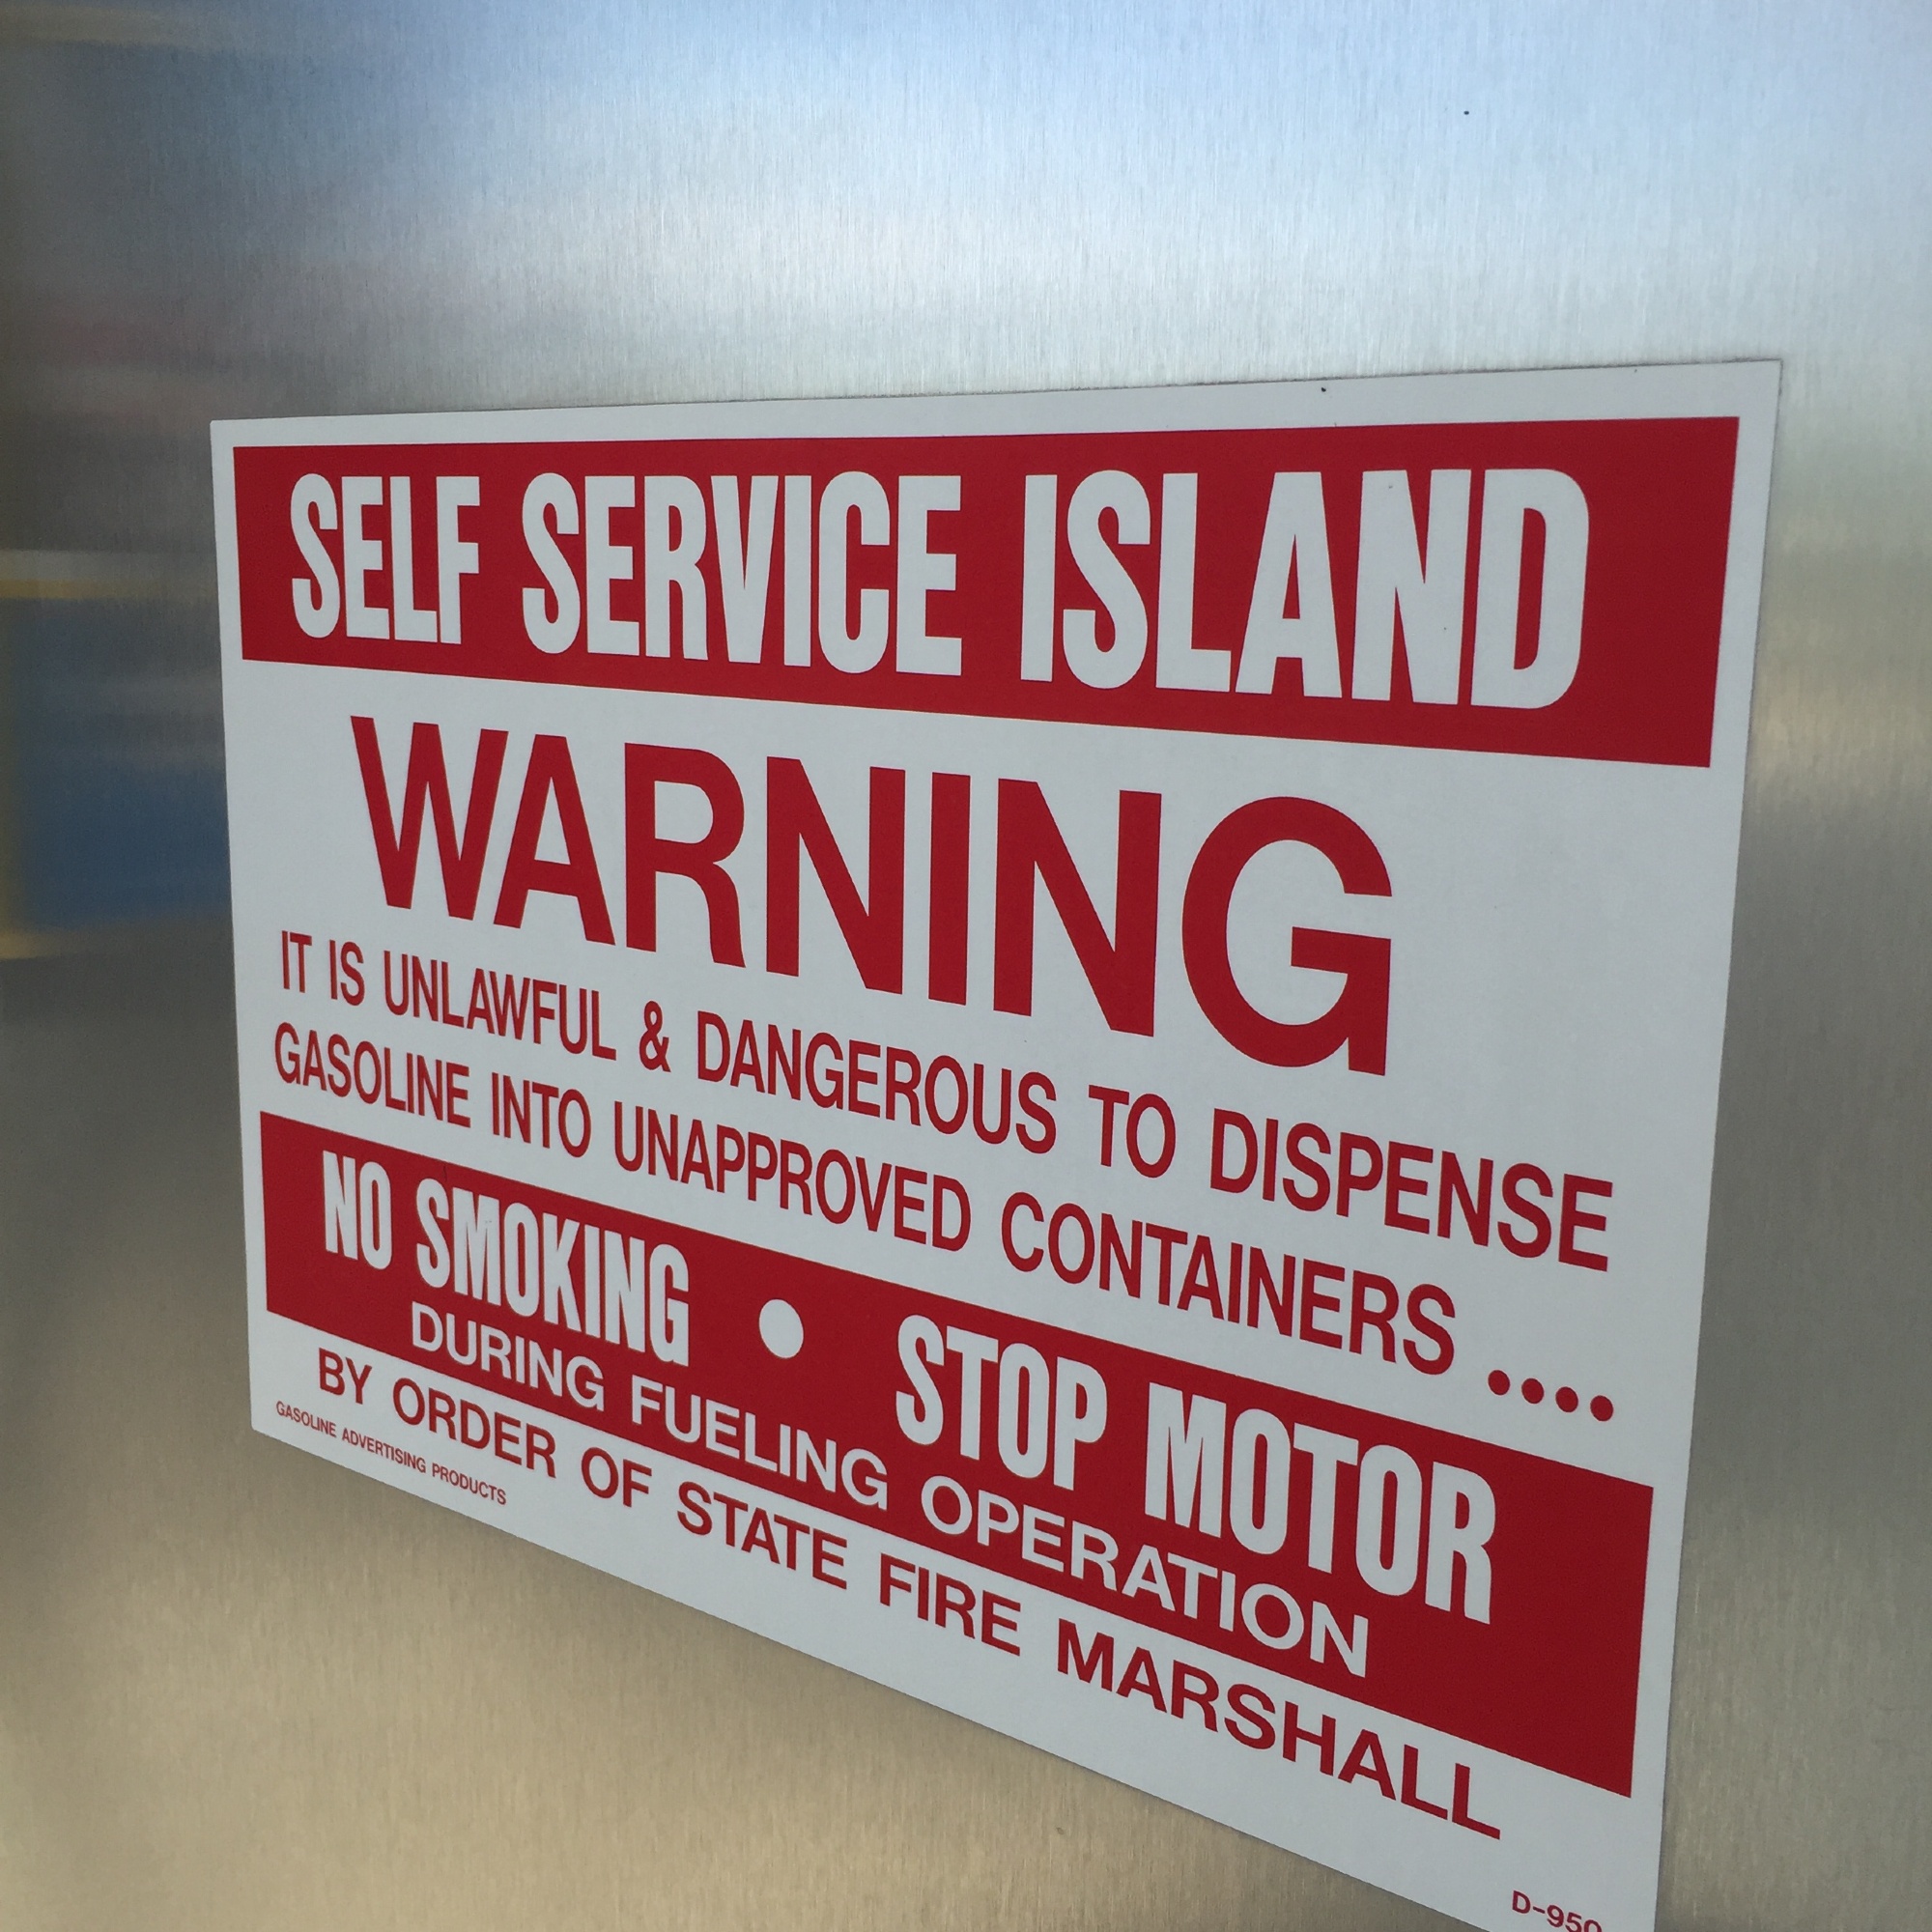 SELF SERVICE ISLAND
WARNING
IT IS UNLAWFUL & DANGEROUS TO DISPENSE
GASOLINE INTO UNAPPROVED CONTAINERS ....
NO SMOKING • STOP MOTOR
DURING FUELING OPERATION
BY ORDER OF STATE FIRE MARSHALL
GASOLINE ADVERTISING PRODUCTS
D-950